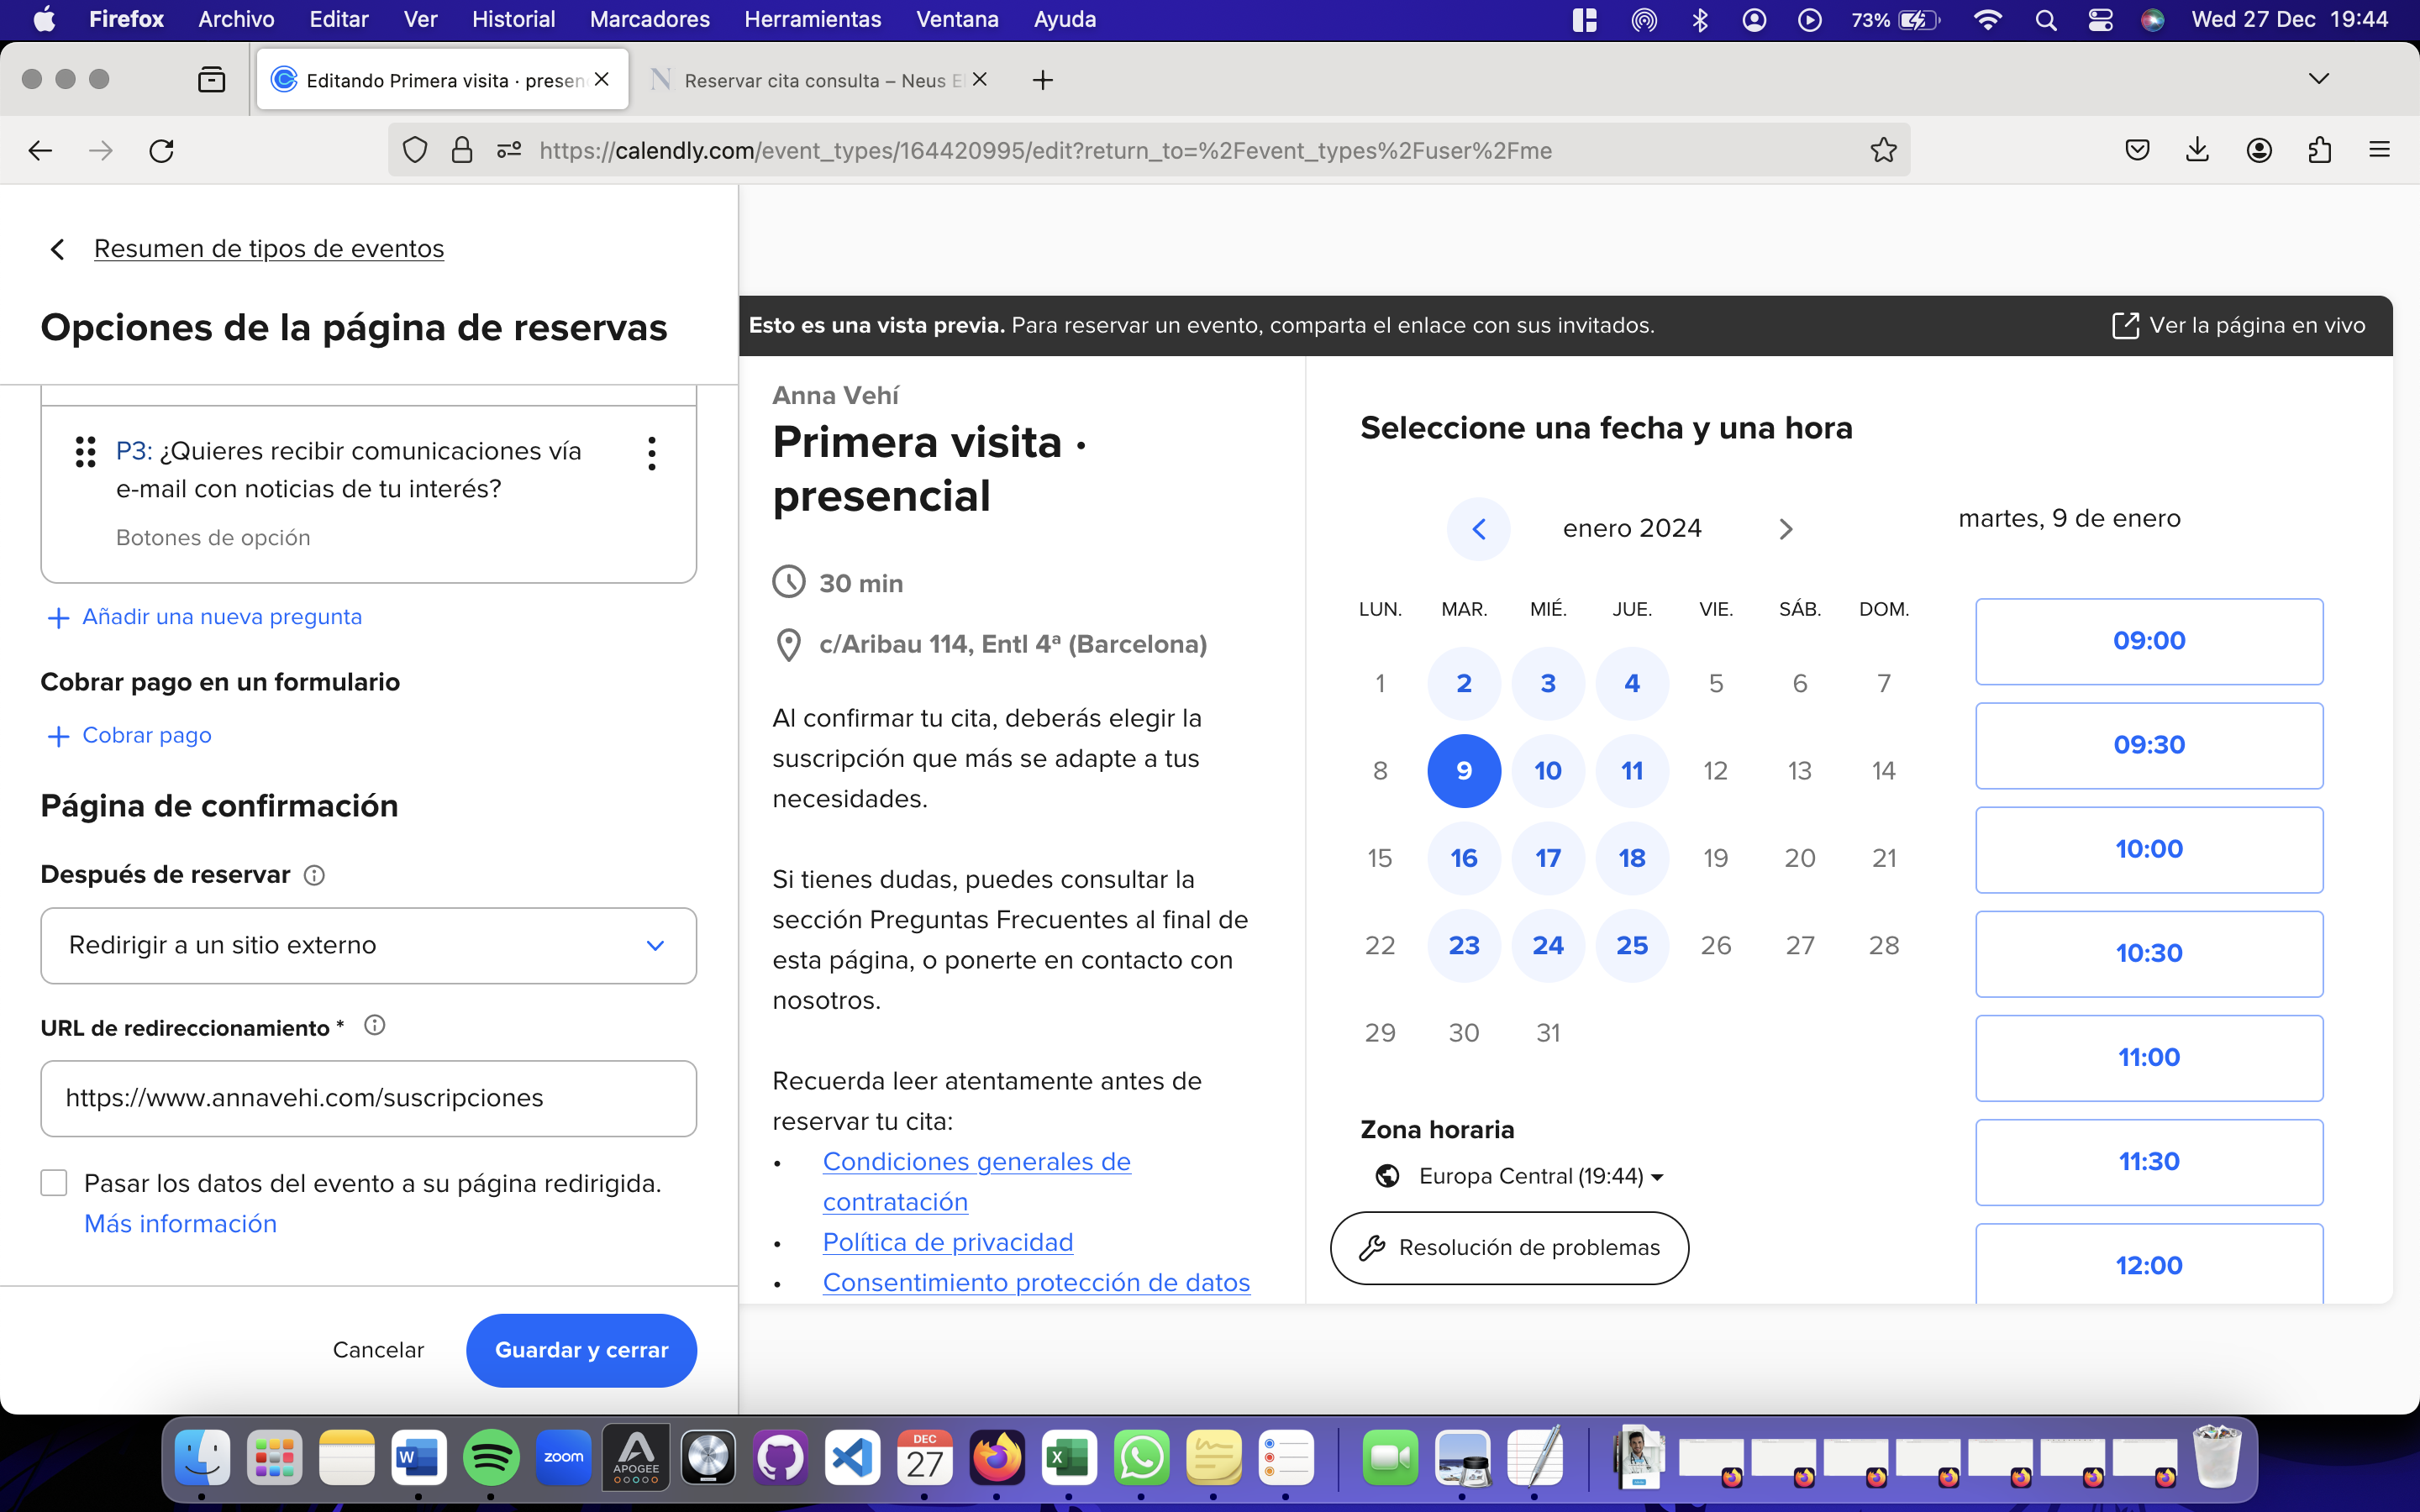 Firefox Archivo Editar Ver Historial Marcadores Herramientas Ventana Ayuda 73% Wed 27 Dec 19:44
Editando Primera visita · presen
Reservar cita consulta – Neus
https://calendly.com/event_types/164420995/edit?return_to=%2Fevent_types%2Fuser%2Fme
Resumen de tipos de eventos
Opciones de la página de reservas
P3: ¿Quieres recibir comunicaciones vía
e-mail con noticias de tu interés?
Botones de opción
Añadir una nueva pregunta
Cobrar pago en un formulario
Cobrar pago
Página de confirmación
Después de reservar
Redirigir a un sitio externo
URL de redireccionamiento *
https://www.annavehi.com/suscripciones
Pasar los datos del evento a su página redirigida.
Más información
Cancelar
Guardar y cerrar
Esto es una vista previa. Para reservar un evento, comparta el enlace con sus invitados.
Ver la página en vivo
Anna Vehí
Primera visita ·
presencial
30 min
c/Aribau 114, Entl 4ª (Barcelona)
Al confirmar tu cita, deberás elegir la
suscripción que más se adapte a tus
necesidades.
Si tienes dudas, puedes consultar la
sección Preguntas Frecuentes al final de
esta página, o ponerte en contacto con
nosotros.
Recuerda leer atentamente antes de
reservar tu cita:
• Condiciones generales de
contratación
• Política de privacidad
• Consentimiento protección de datos
Seleccione una fecha y una hora
enero 2024
LUN. MAR. MIÉ. JUE. VIE. SÁB. DOM.
1 2 3 4 5 6 7
8 9 10 11 12 13 14
15 16 17 18 19 20 21
22 23 24 25 26 27 28
29 30 31
Zona horaria
Europa Central (19:44)
Resolución de problemas
martes, 9 de enero
09:00
09:30
10:00
10:30
11:00
11:30
12:00
W
zoom
APOGEE
DEC
27
X